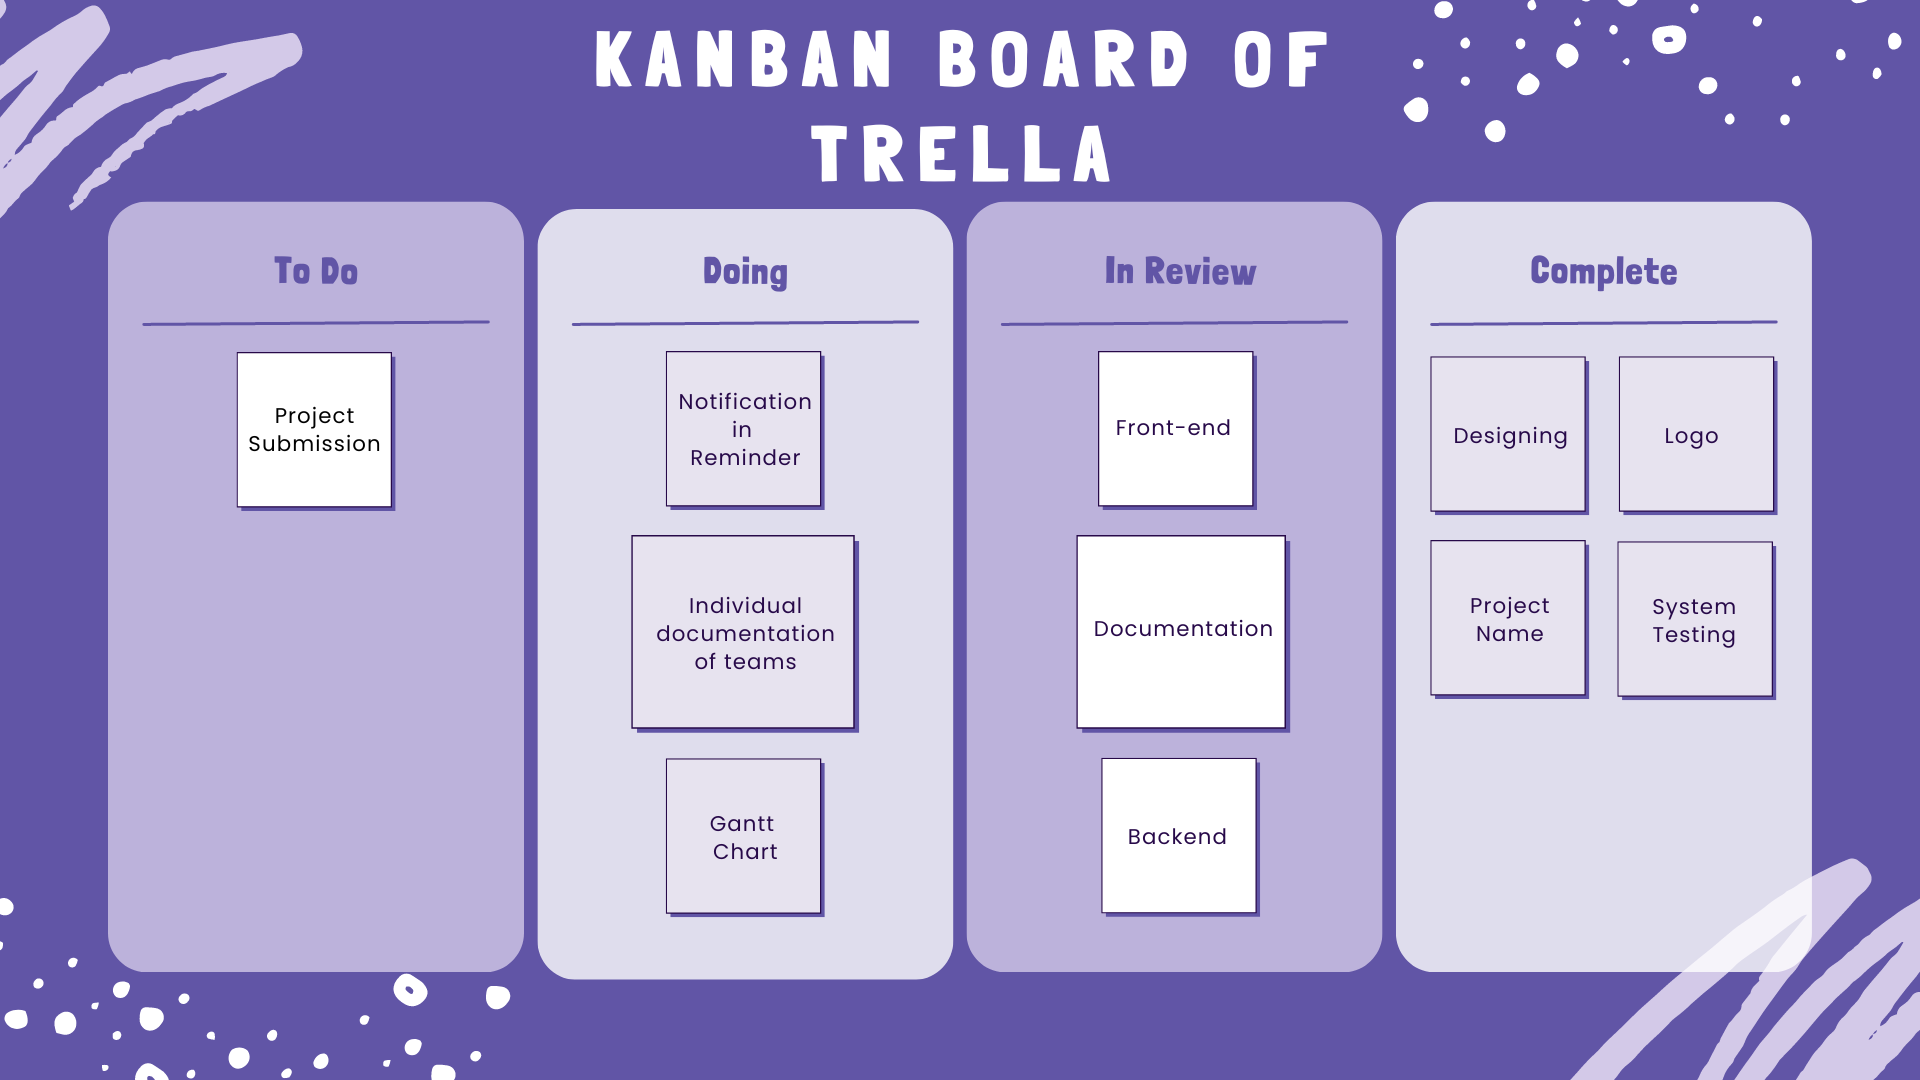 KANBAN BOARD OF
TRELLA
To Do
Project
Submission
Doing
Notification
in
Reminder
Individual
documentation
of teams
Gantt
Chart
In Review
Front-end
Documentation
Backend
Complete
Designing
Logo
Project
Name
System
Testing